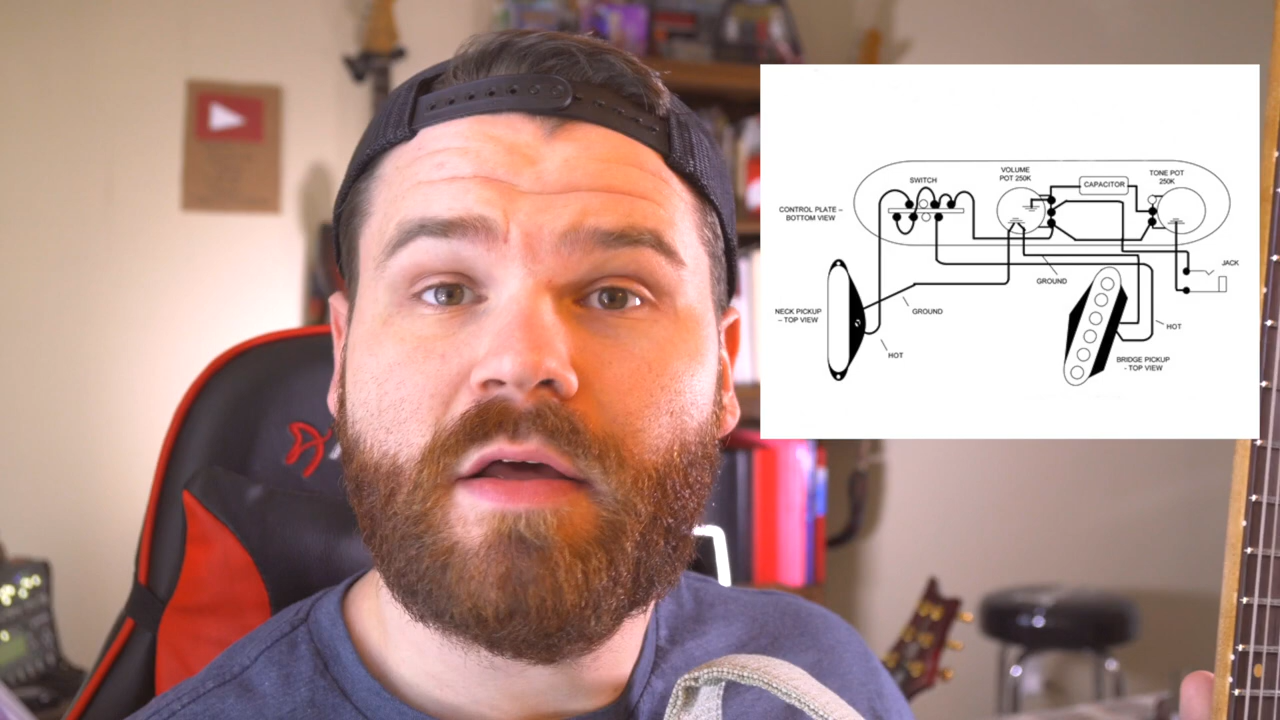 SWITCH
VOLUME
POT 250K
CAPACITOR
TONE POT
250K
CONTROL PLATE –
BOTTOM VIEW
JACK
GROUND
NECK PICKUP
– TOP VIEW
GROUND
HOT
HOT
BRIDGE PICKUP
- TOP VIEW